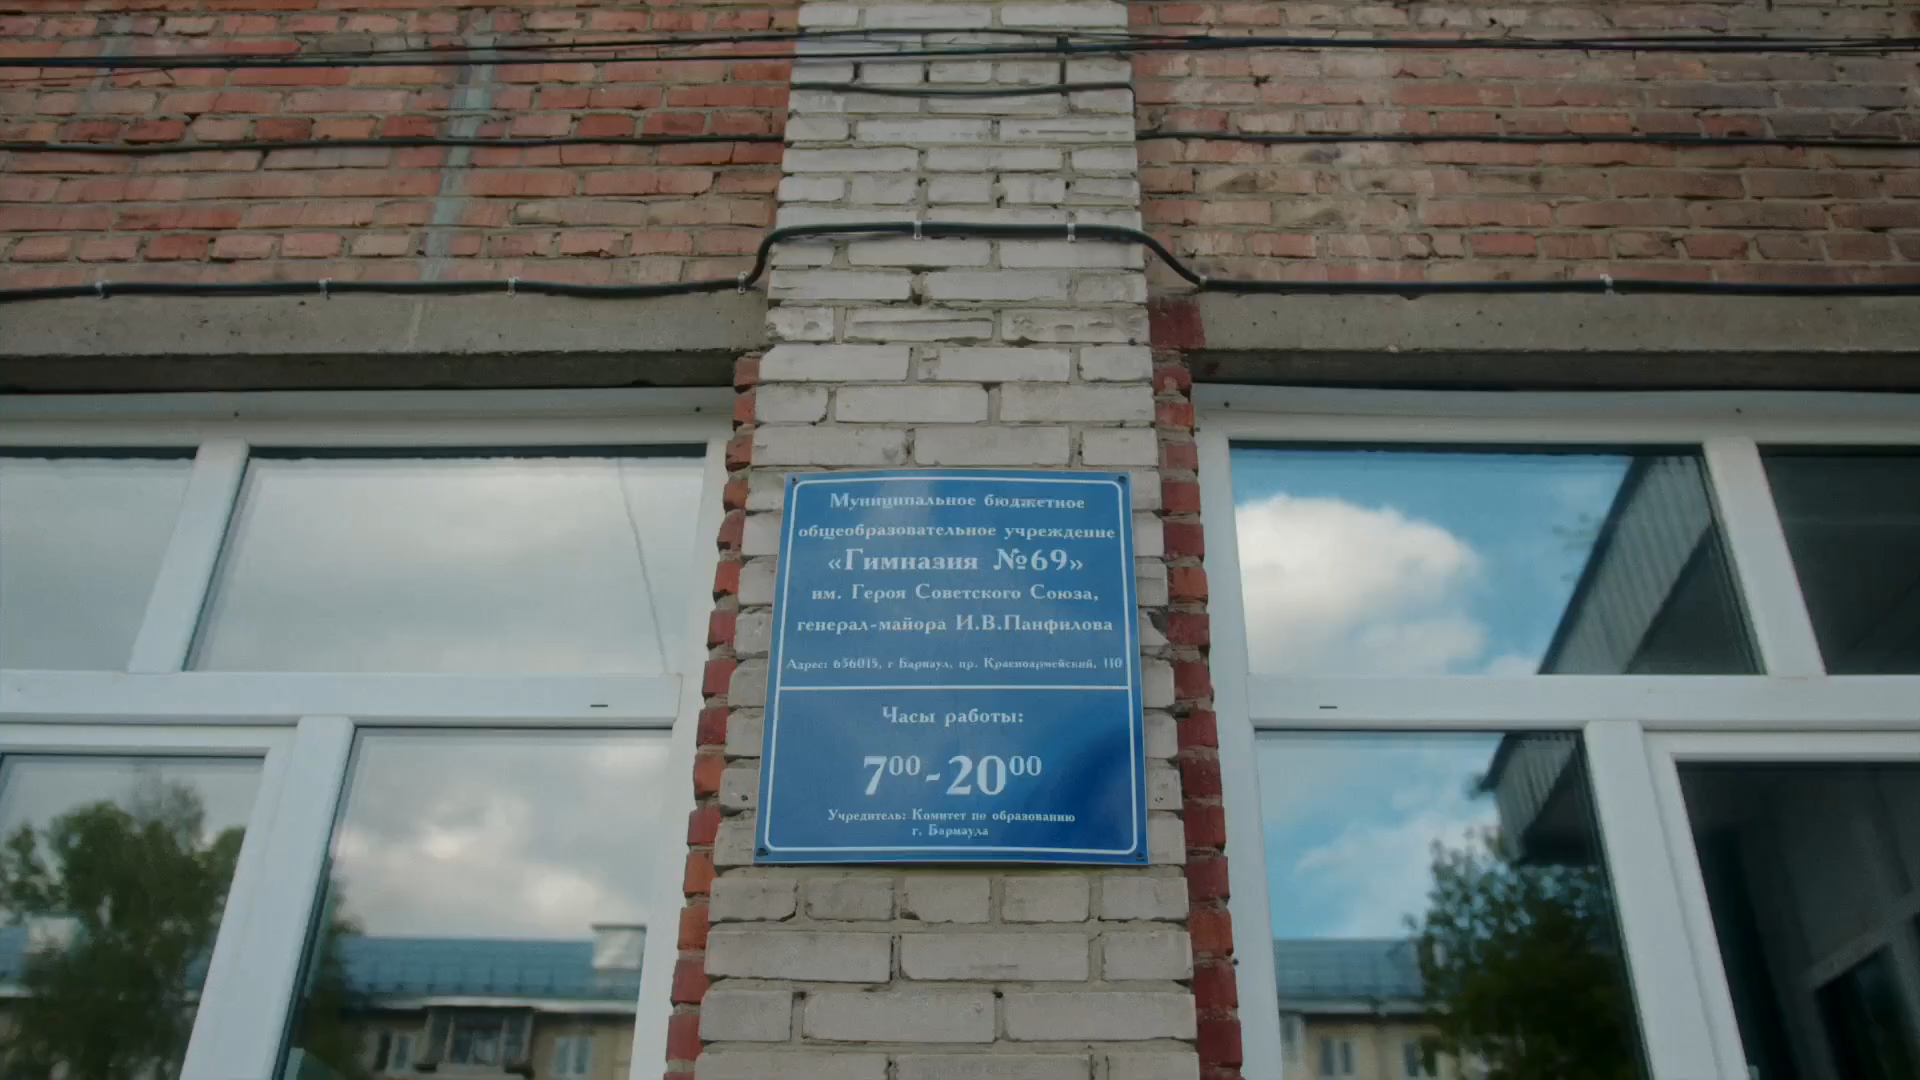 Муниципальное бюджетное
общеобразовательное учреждение
«Гимназия №69»
им. Героя Советского Союза,
генерал-майора И.В.Панфилова
Адрес: 656015, г Барнаул, пр. Красноармейский, 110
Часы работы:
7⁰⁰-20⁰⁰
Учредитель: Комитет по образованию
г. Барнаула